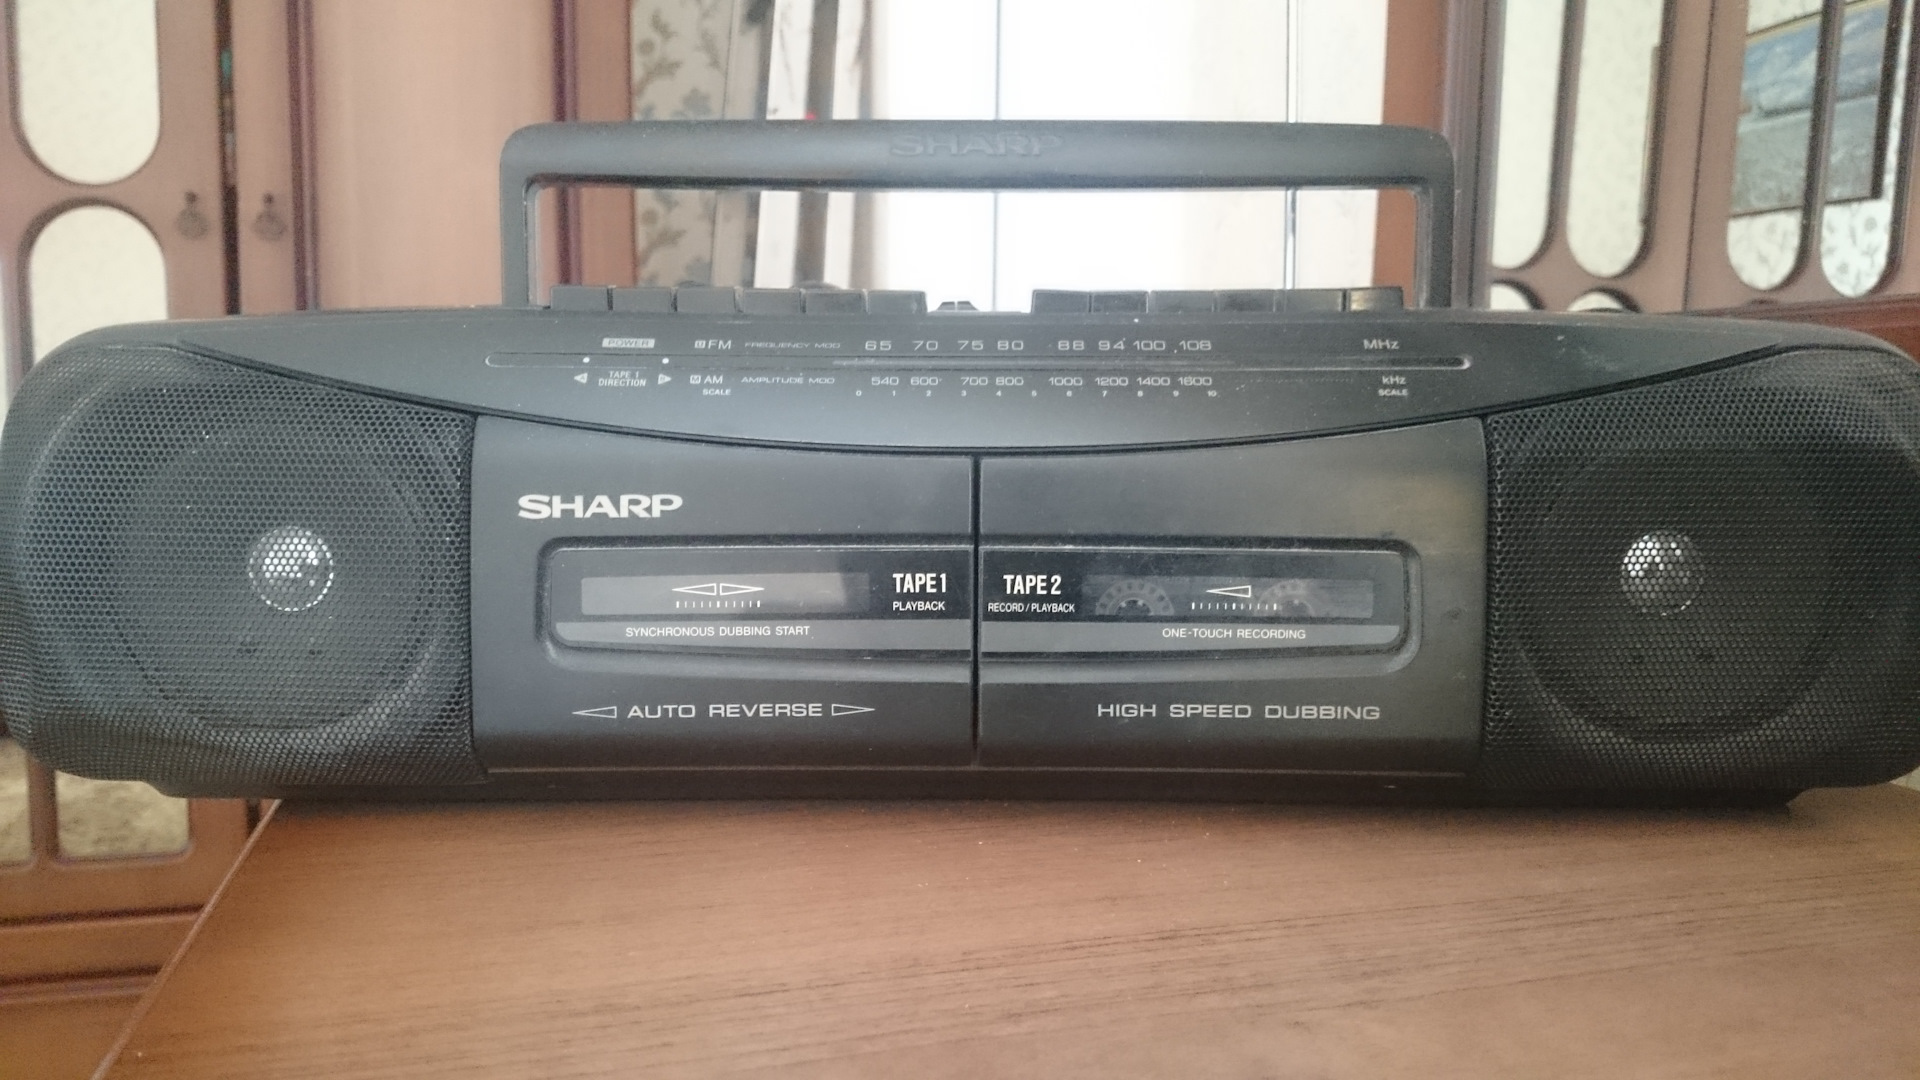 SHARP
POWER FM FREQUENCY MOD 65 70 75 80 88 94 100 108 MHz
TAPE 1
DIRECTION
AM AMPLITUDE MOD 540 600 700 800 1000 1200 1400 1600 kHz
SCALE 0 1 2 3 4 5 6 7 8 9 10 SCALE
SHARP
TAPE 1
PLAYBACK
SYNCHRONOUS DUBBING START
AUTO REVERSE
TAPE 2
RECORD / PLAYBACK
ONE-TOUCH RECORDING
HIGH SPEED DUBBING